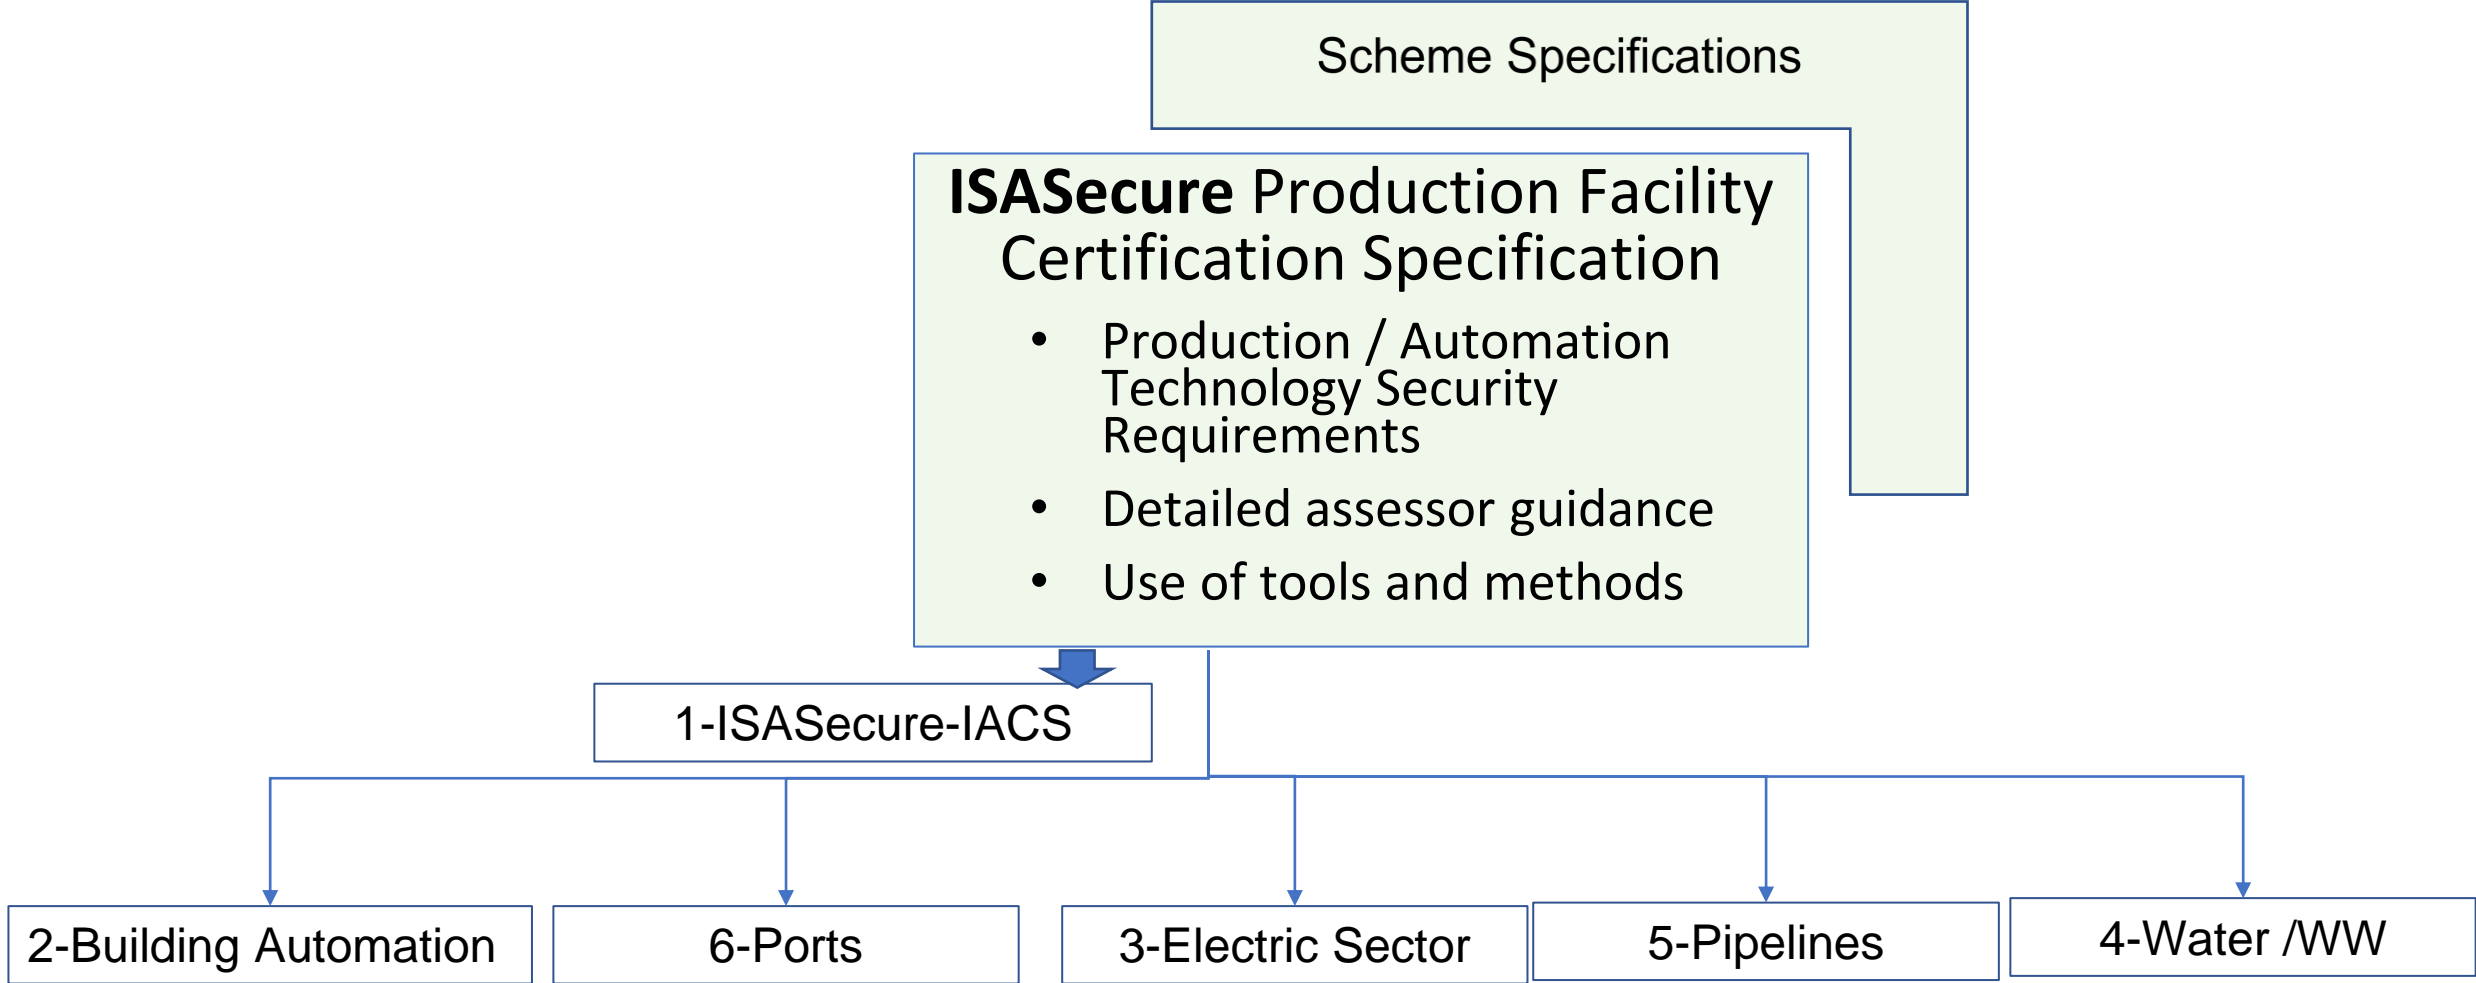 Scheme Specifications
ISASecure Production Facility
Certification Specification
• Production / Automation
Technology Security
Requirements
• Detailed assessor guidance
• Use of tools and methods
1-ISASecure-IACS
2-Building Automation
6-Ports
3-Electric Sector
5-Pipelines
4-Water /WW